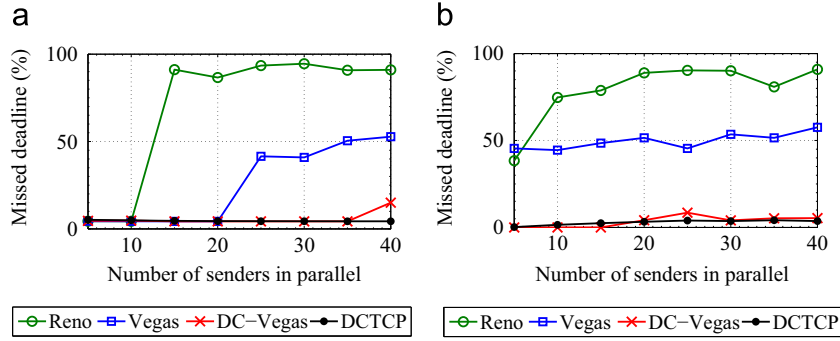 a
b
100
50
0
Missed deadline (%)
10
20
30
40
Number of senders in parallel
Reno
Vegas
DC-Vegas
DCTCP
100
50
0
Missed deadline (%)
10
20
30
40
Number of senders in parallel
Reno
Vegas
DC-Vegas
DCTCP